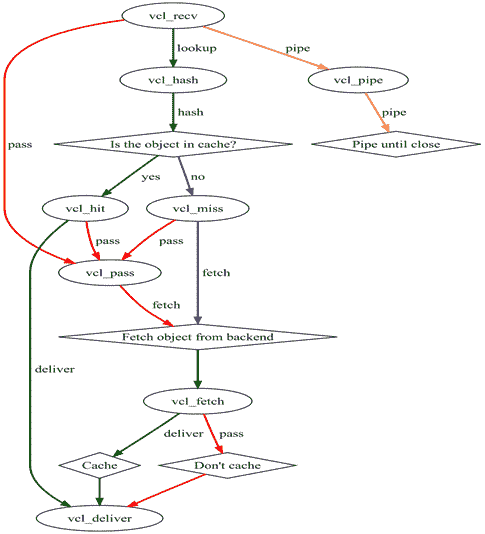 vcl_recv
lookup
pipe
vcl_hash
vcl_pipe
hash
pipe
pass
Is the object in cache?
Pipe until close
yes
no
vcl_hit
vcl_miss
pass
pass
vcl_pass
fetch
fetch
Fetch object from backend
deliver
vcl_fetch
deliver
pass
Cache
Don't cache
vcl_deliver